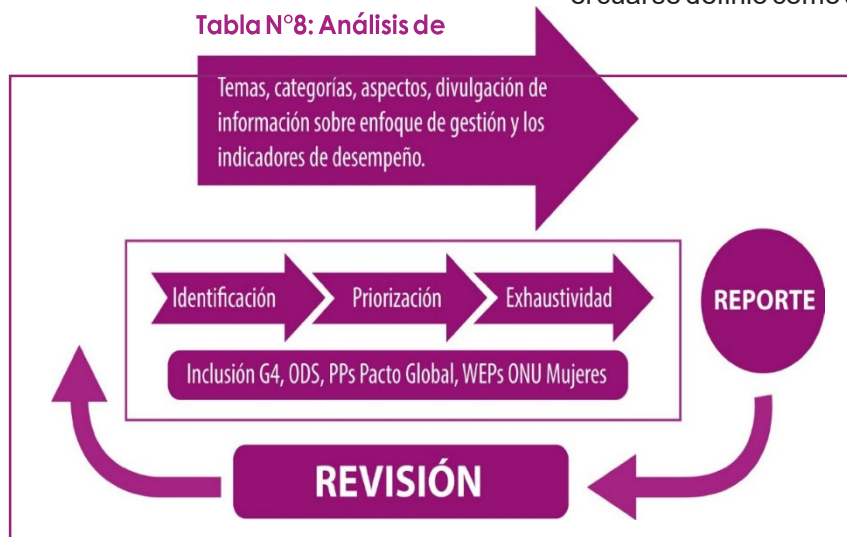 Tabla N°8: Análisis de
Temas, categorías, aspectos, divulgación de
información sobre enfoque de gestión y los
indicadores de desempeño.
Identificación
Priorización
Exhaustividad
REPORTE
Inclusión G4, ODS, PPs Pacto Global, WEPs ONU Mujeres
REVISIÓN